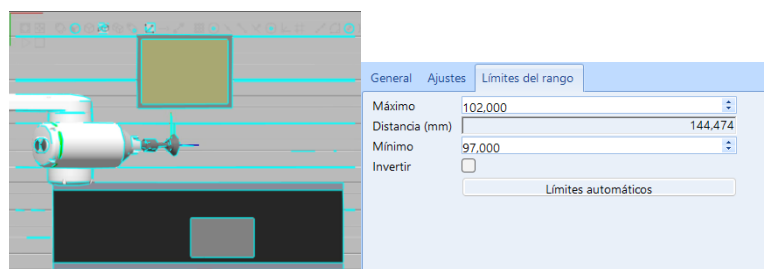 General Ajustes Límites del rango
Máximo 102,000
Distancia (mm) 144,474
Mínimo 97,000
Invertir
Límites automáticos